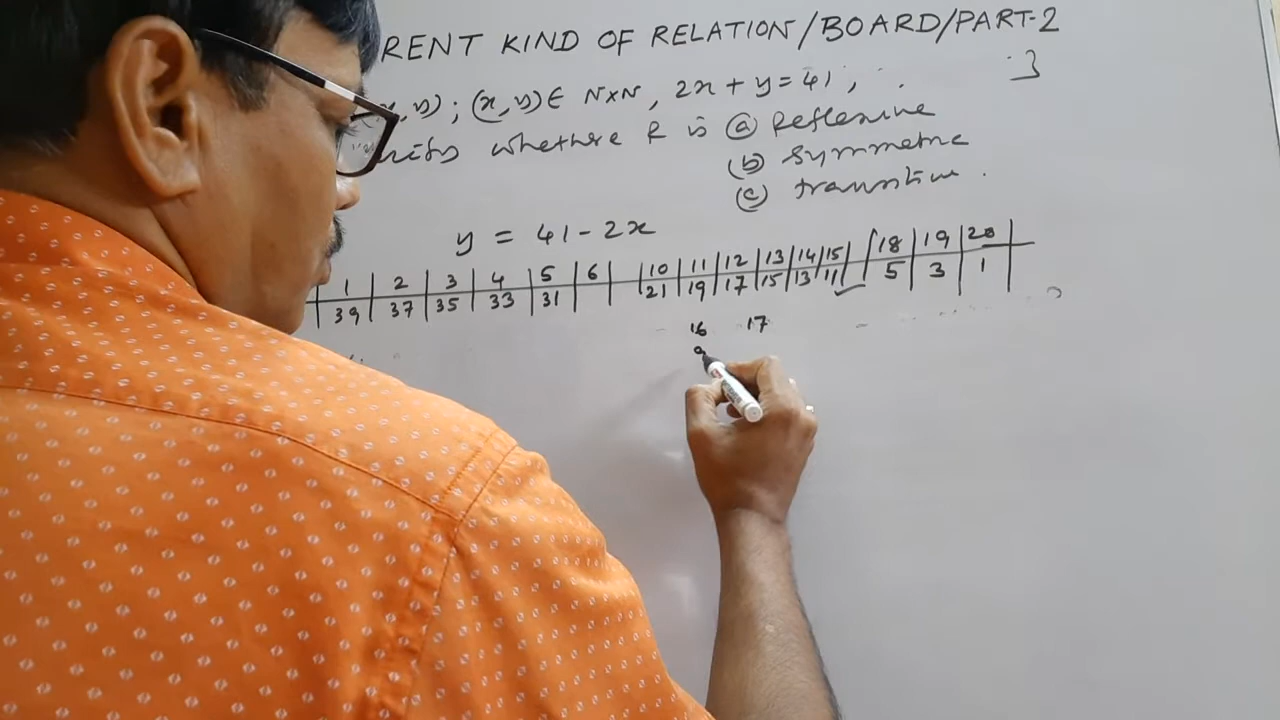 RENT KIND OF RELATION/BOARD/PART-2
, y) ; (x, y) ∈ N×N, 2x + y = 41, . }
whethere R is (a) Reflexive
(b) Symmetric
(c) transitive .
y = 41 - 2x
1 | 2 | 3 | 4 | 5 | 6 | 10 | 11 | 12 | 13 | 14 | 15 | 18 | 19 | 20
39 | 37 | 35 | 33 | 31 | | 21 | 19 | 17 | 15 | 13 | 11 | 5 | 3 | 1
16 17
9